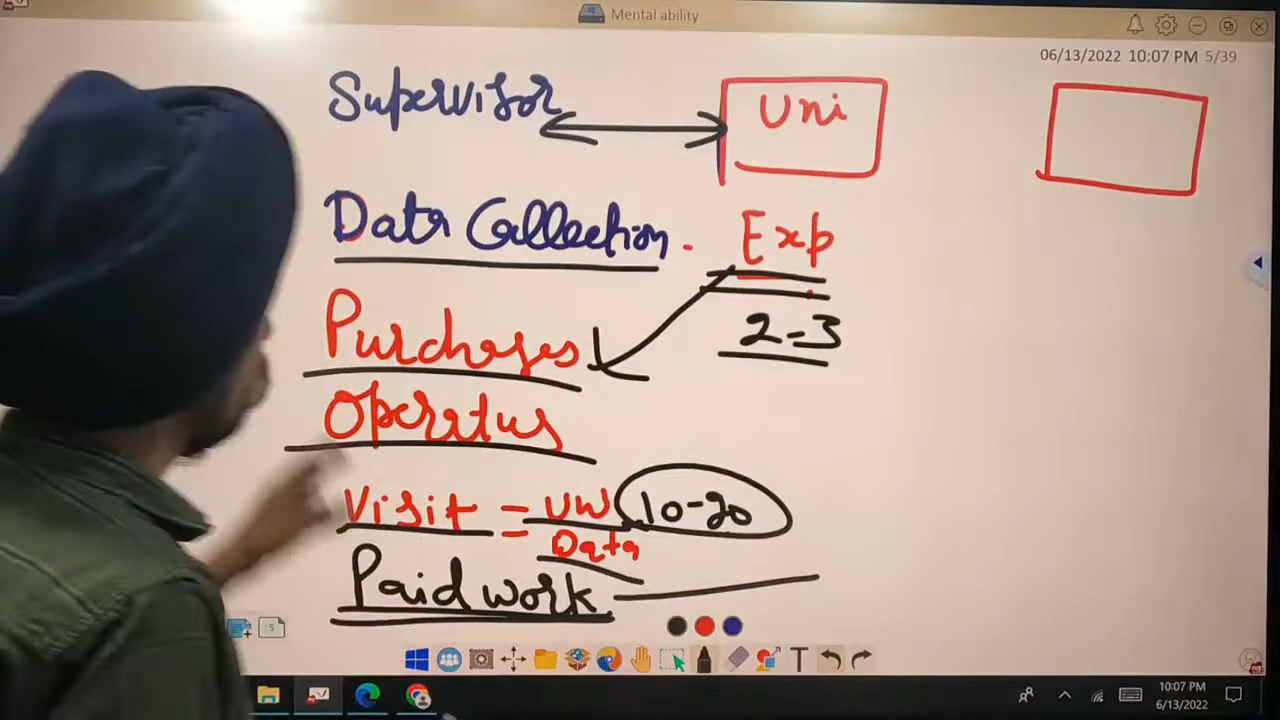 Mental ability
06/13/2022 10:07 PM 5/39
Supervisor
Uni
Data Collection.
Exp
2-3
Purchases
Operatus
Visit = UW 10-20
Data
Paid work
5
T
10:07 PM
6/13/2022